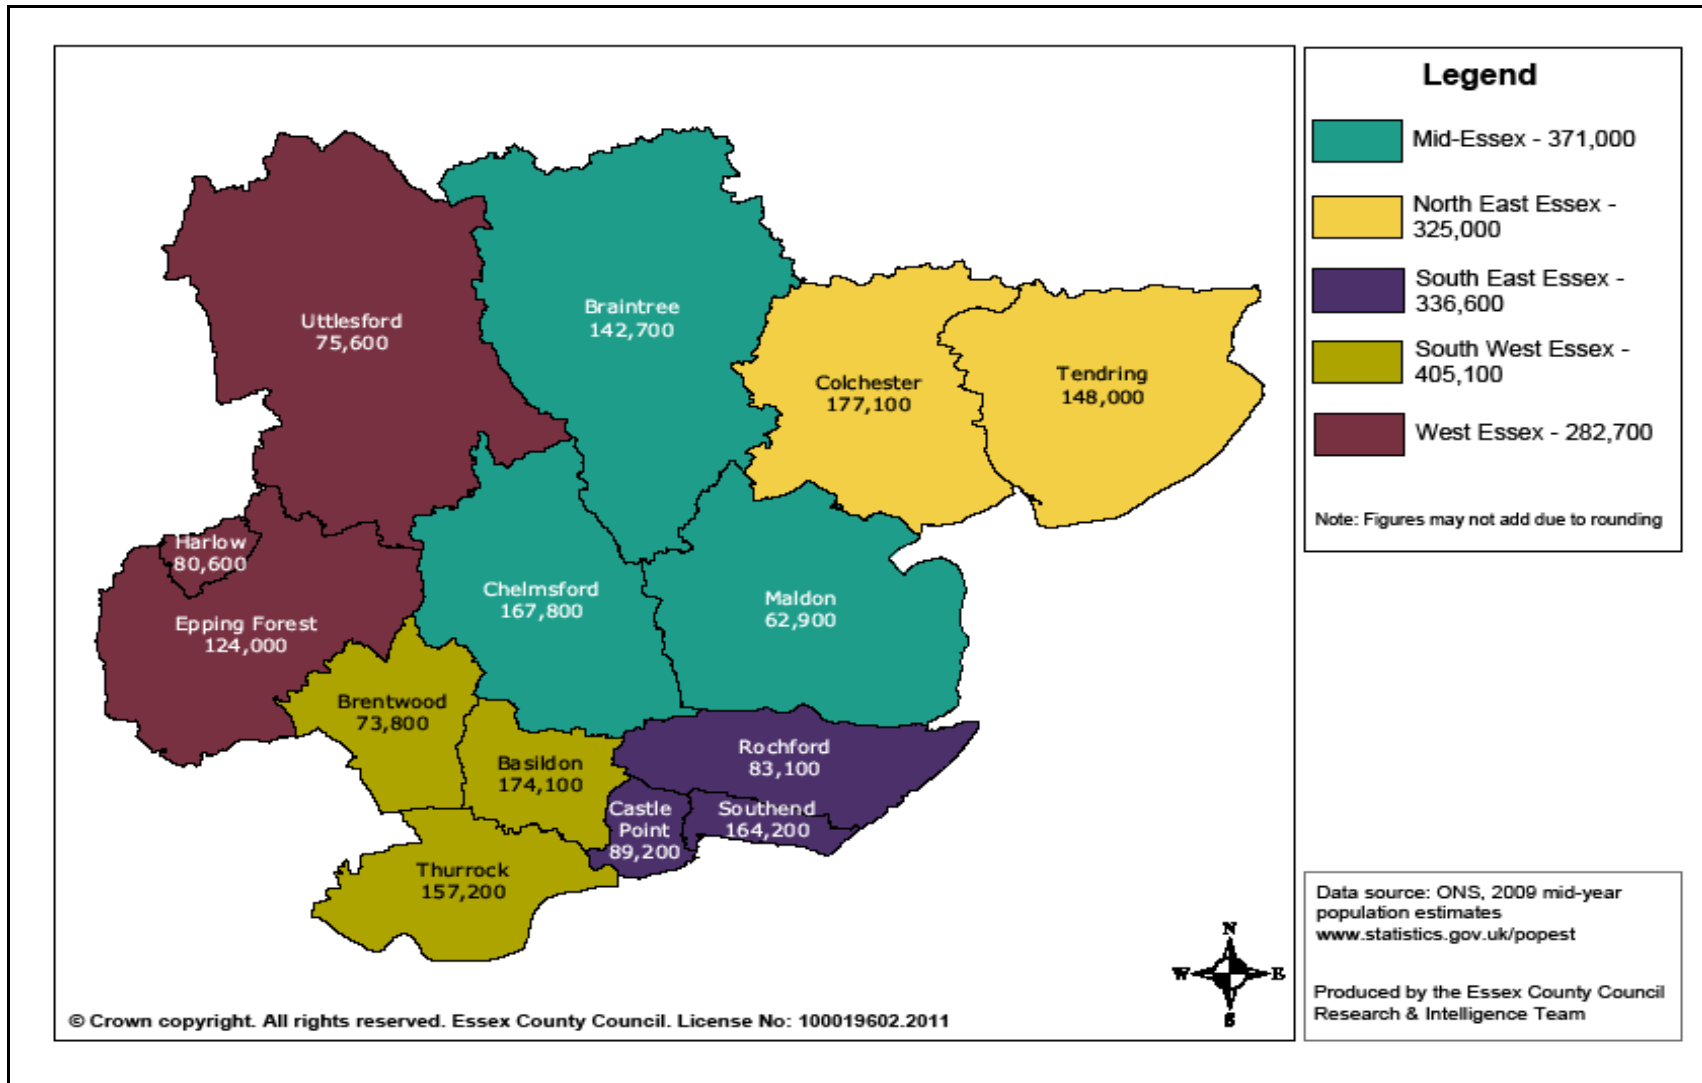 Legend
Mid-Essex - 371,000
North East Essex -
325,000
South East Essex -
336,600
South West Essex -
405,100
West Essex - 282,700
Note: Figures may not add due to rounding
Uttlesford
75,600
Braintree
142,700
Colchester
177,100
Tendring
148,000
Harlow
80,600
Epping Forest
124,000
Chelmsford
167,800
Maldon
62,900
Brentwood
73,800
Basildon
174,100
Rochford
83,100
Castle
Point
89,200
Southend
164,200
Thurrock
157,200
N
W
E
S
Data source: ONS, 2009 mid-year
population estimates
www.statistics.gov.uk/popest
Produced by the Essex County Council
Research & Intelligence Team
© Crown copyright. All rights reserved. Essex County Council. License No: 100019602.2011